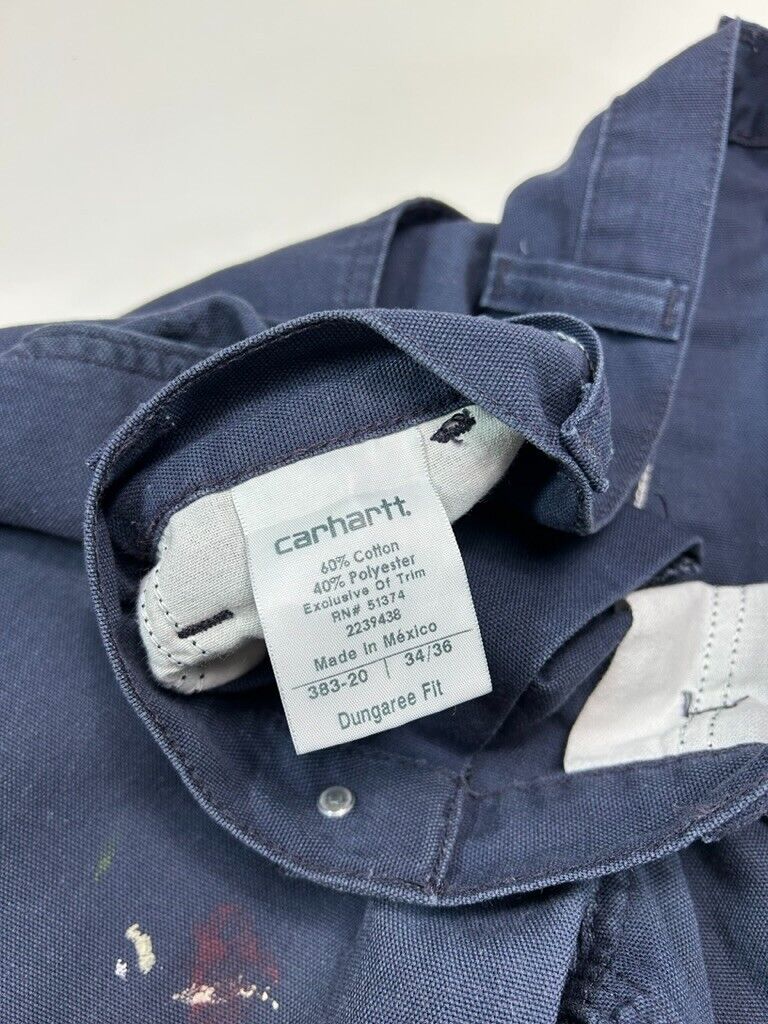 carhartt.
60% Cotton
40% Polyester
Exclusive Of Trim
RN# 51374
2239438
Made In México
383-20 | 34/36
Dungaree Fit